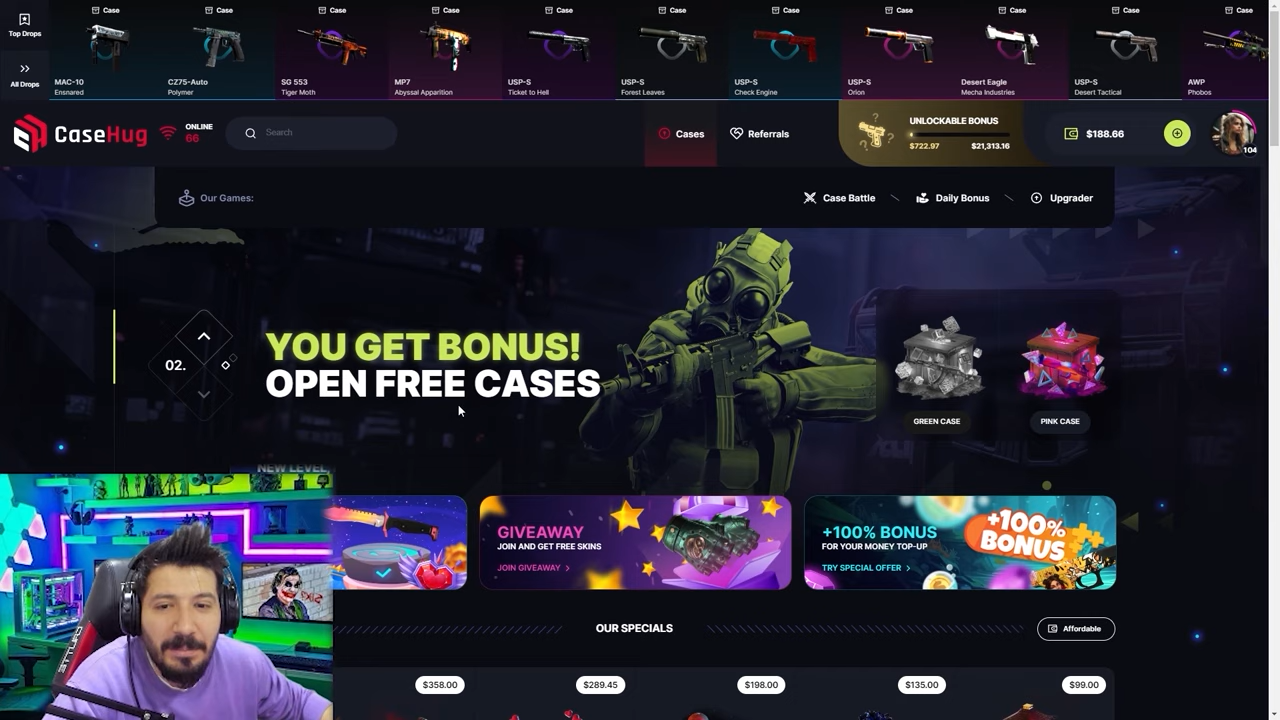 Top Drops
All Drops
Case
MAC-10
Ensnared
CZ75-Auto
Polymer
Case
SG 553
Tiger Moth
Case
MP7
Abyssal Apparition
Case
USP-S
Ticket to Hell
Case
USP-S
Forest Leaves
Case
USP-S
Check Engine
Case
USP-S
Orion
Case
Desert Eagle
Mecha Industries
Case
USP-S
Desert Tactical
Case
AWP
Phobos
CaseHug
ONLINE
66
Search
Cases
Referrals
UNLOCKABLE BONUS
$722.97
$21,313.16
$188.66
104
Our Games:
Case Battle
Daily Bonus
Upgrader
02.
YOU GET BONUS!
OPEN FREE CASES
GREEN CASE
PINK CASE
NEW LEVEL,
GIVEAWAY
JOIN AND GET FREE SKINS
JOIN GIVEAWAY >
+100% BONUS
FOR YOUR MONEY TOP-UP
TRY SPECIAL OFFER >
+100%
BONUS
OUR SPECIALS
Affordable
$358.00
$289.45
$198.00
$135.00
$99.00